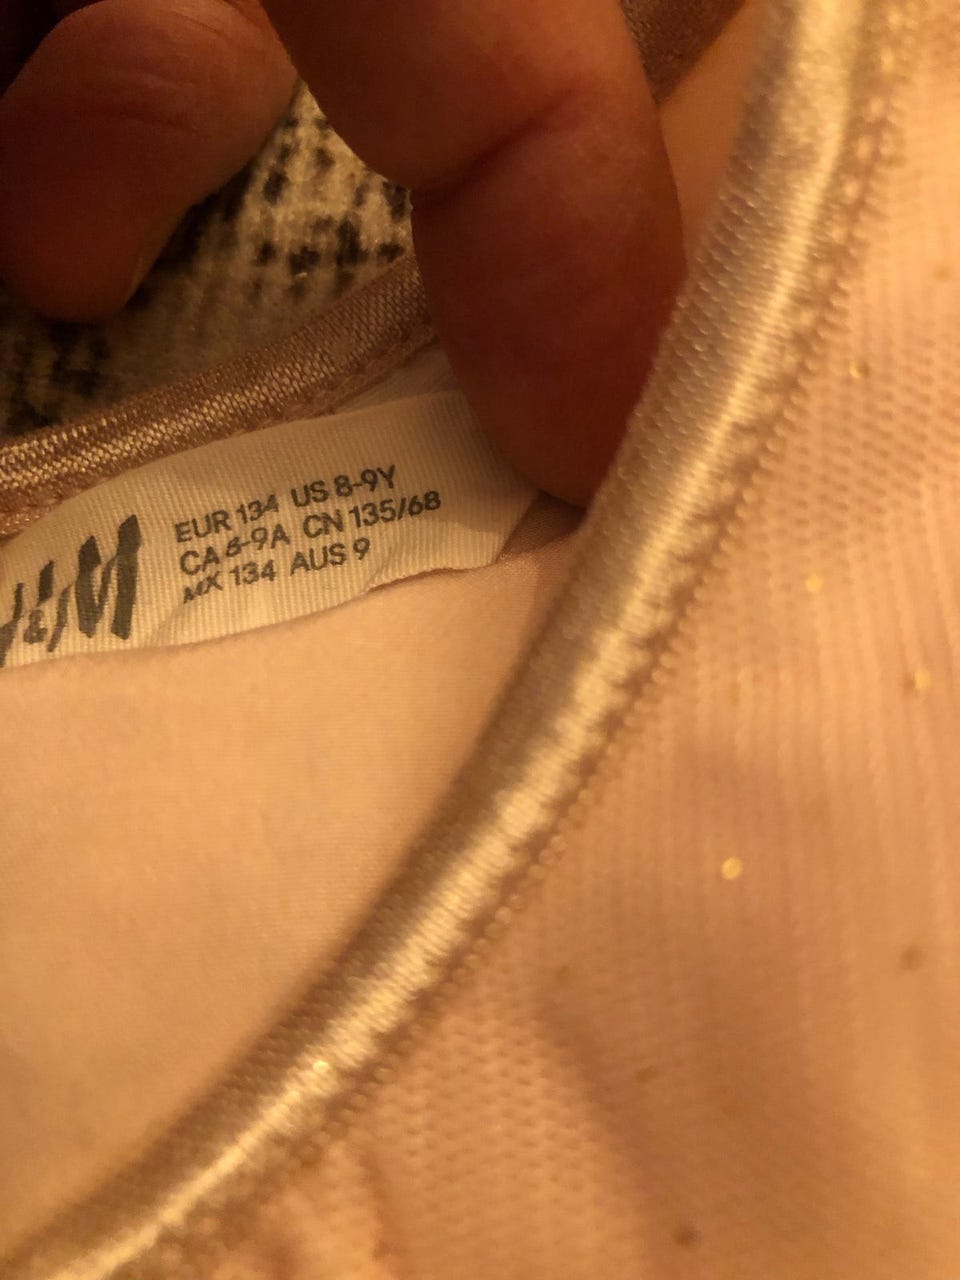 EUR 134 US 8-9Y
CA 8-9A CN 135/68
MX 134 AUS 9